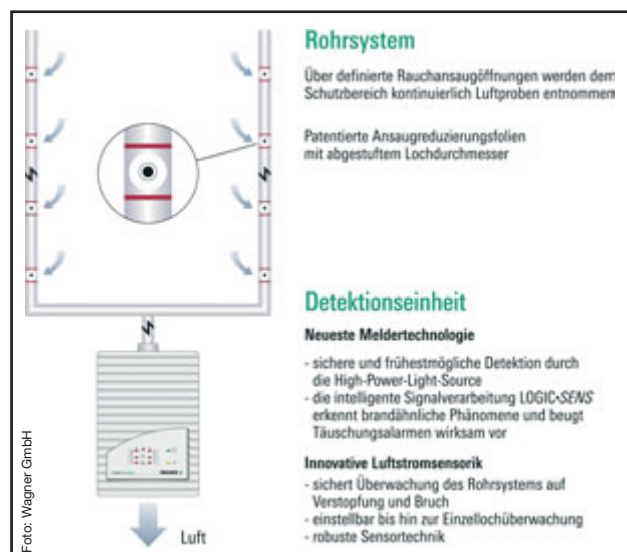 Rohrsystem
Über definierte Rauchansaugöffnungen werden dem
Schutzbereich kontinuierlich Luftproben entnommen
Patentierte Ansaugreduzierungsfolien
mit abgestuftem Lochdurchmesser
Detektionseinheit
Neueste Meldertechnologie
- sichere und frühestmögliche Detektion durch
die High-Power-Light-Source
- die intelligente Signalverarbeitung LOGIC•SENS
erkennt brandähnliche Phänomene und beugt
Täuschungsalarmen wirksam vor
Innovative Luftstromsensorik
- sichert Überwachung des Rohrsystems auf
Verstopfung und Bruch
- einstellbar bis hin zur Einzellochüberwachung
- robuste Sensortechnik
Luft
Foto: Wagner GmbH